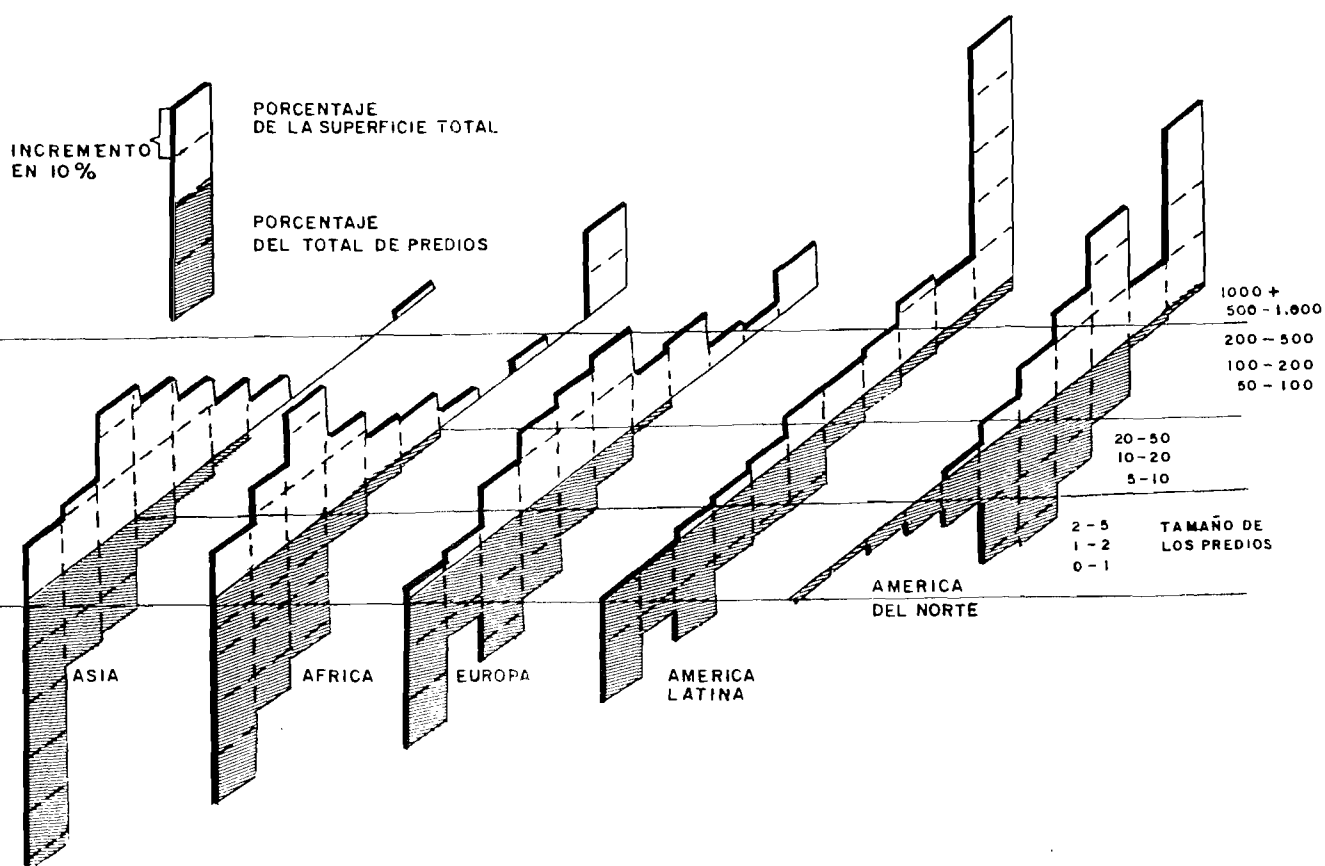 PORCENTAJE
DE LA SUPERFICIE TOTAL
INCREMENTO
EN 10%
PORCENTAJE
DEL TOTAL DE PREDIOS
1000 +
500-1.000
200-500
100-200
50-100
20-50
10-20
5-10
2-5
1-2
0-1
TAMAÑO DE
LOS PREDIOS
ASIA
AFRICA
EUROPA
AMERICA
LATINA
AMERICA
DEL NORTE